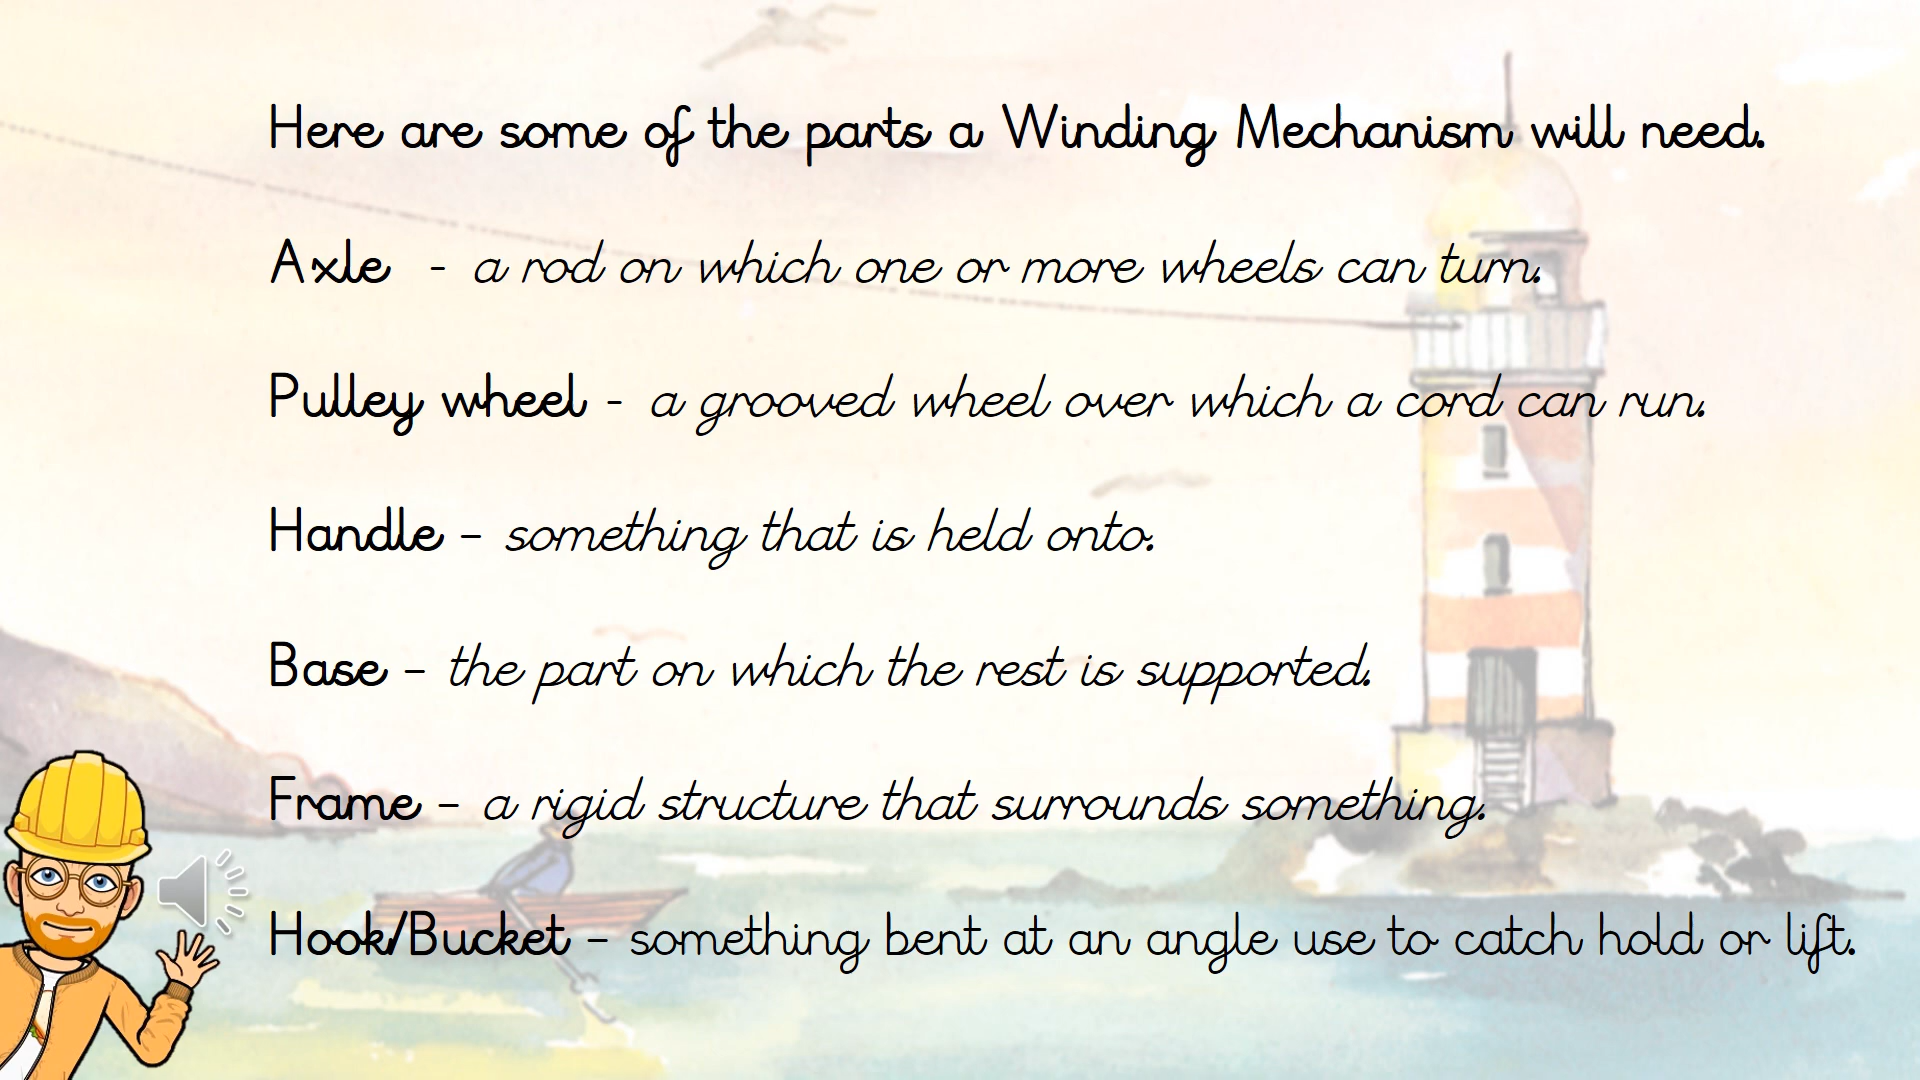 Here are some of the parts a Winding Mechanism will need.
Axle - a rod on which one or more wheels can turn.
Pulley wheel - a grooved wheel over which a cord can run.
Handle – something that is held onto.
Base – the part on which the rest is supported.
Frame – a rigid structure that surrounds something.
Hook/Bucket – something bent at an angle use to catch hold or lift.